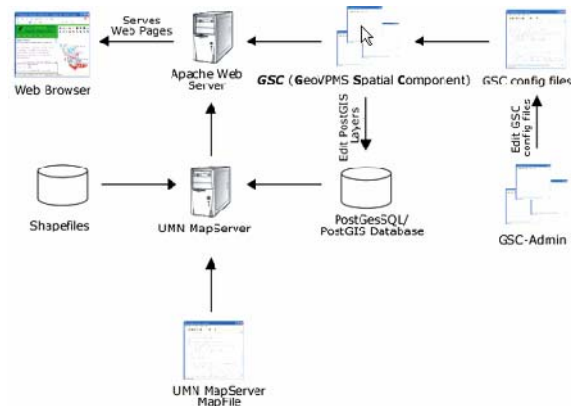 Serves
Web Pages
Web Browser
Apache Web
Server
GSC (GeoVPMS Spatial Component)
GSC config files
Edit PostGIS
Layers
Edit GSC
config files
Shapefiles
UMN MapServer
PostGesSQL/
PostGIS Database
GSC-Admin
UMN MapServer
MapFile